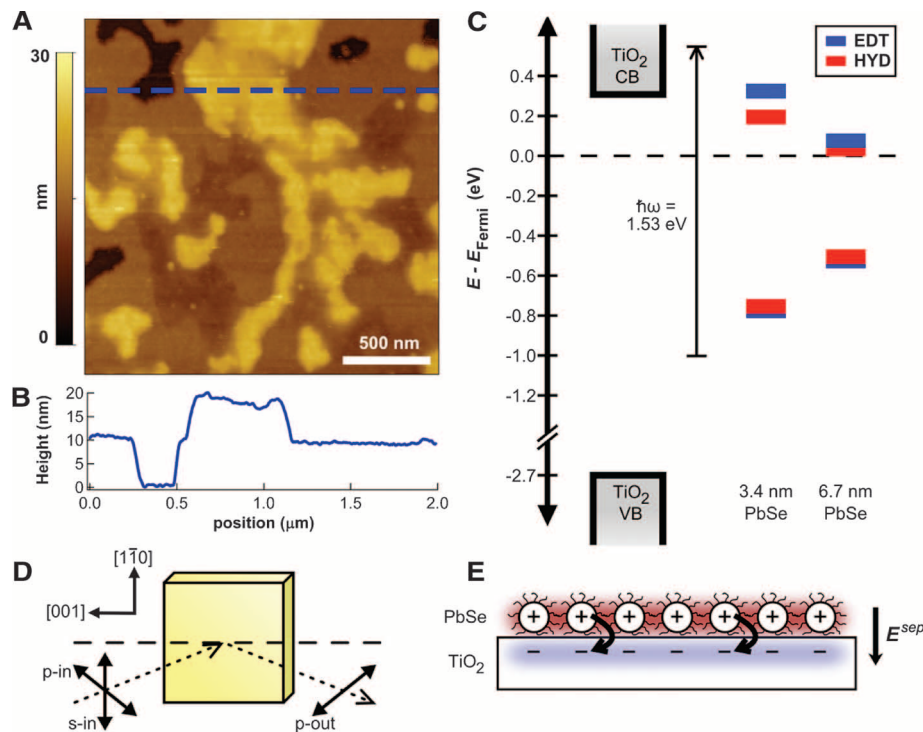 A
30
nm
0
500 nm
B
Height (nm)
20
15
10
5
0
0.0
0.5
1.0
1.5
2.0
position (μm)
C
E - E_Fermi (eV)
0.4
0.2
0.0
-0.2
-0.4
-0.6
-0.8
-1.0
-1.2
-2.7
TiO2
CB
ħω =
1.53 eV
EDT
HYD
TiO2
VB
3.4 nm
PbSe
6.7 nm
PbSe
D
[11̄0]
[001]
p-in
s-in
p-out
E
PbSe
+ + + + + + +
TiO2
– – – – – – –
E^sep